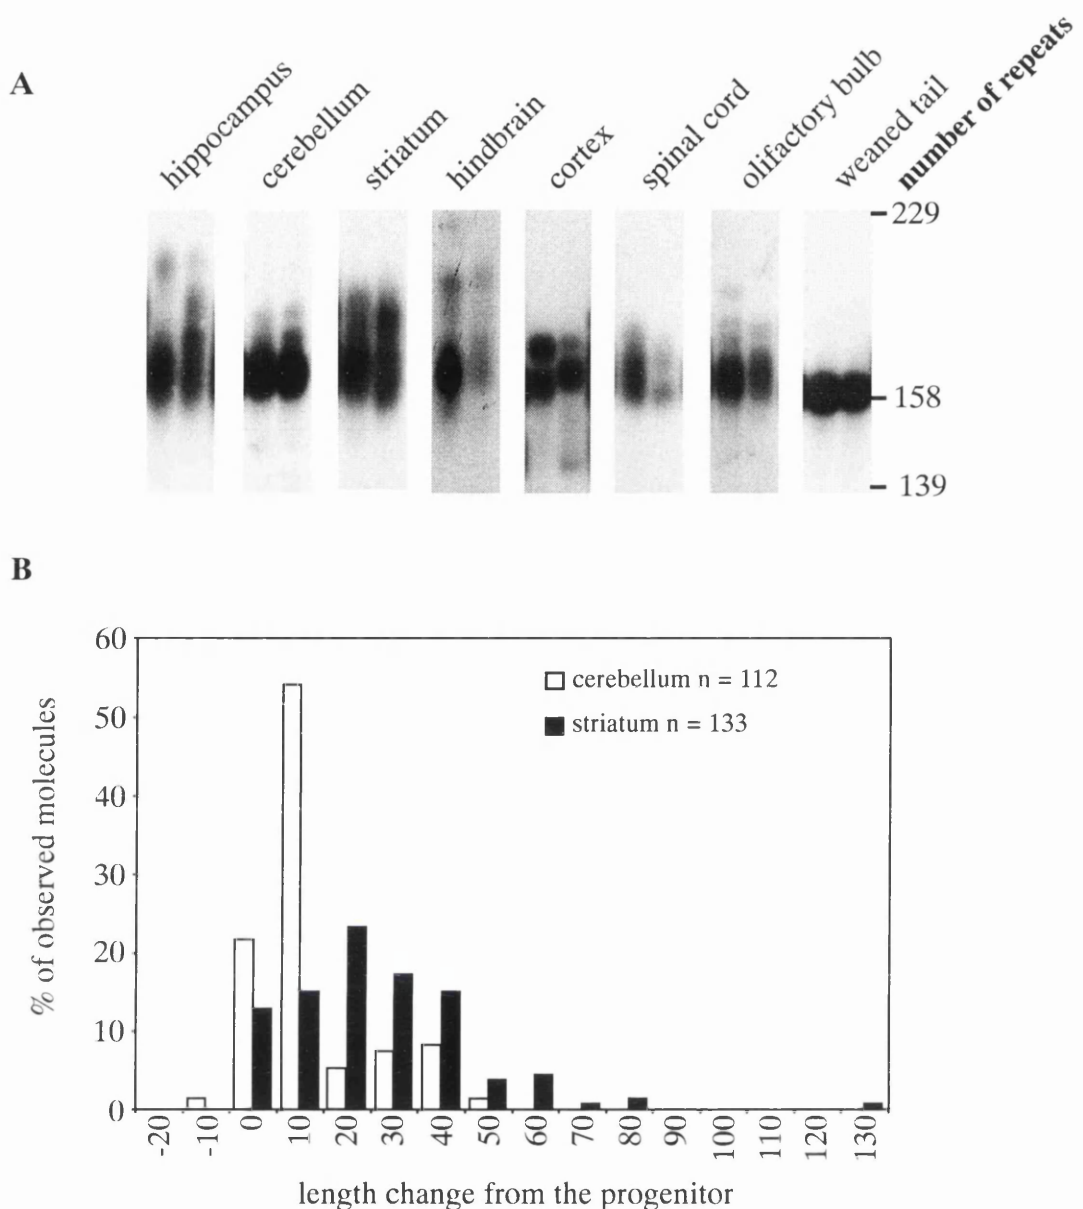 A
hippocampus
cerebellum
striatum
hindbrain
cortex
spinal cord
olifactory bulb
weaned tail
number of repeats
229
158
139
B
60
50
40
30
20
10
0
% of observed molecules
cerebellum n = 112
striatum n = 133
-20 -10 0 10 20 30 40 50 60 70 80 90 100 110 120 130
length change from the progenitor